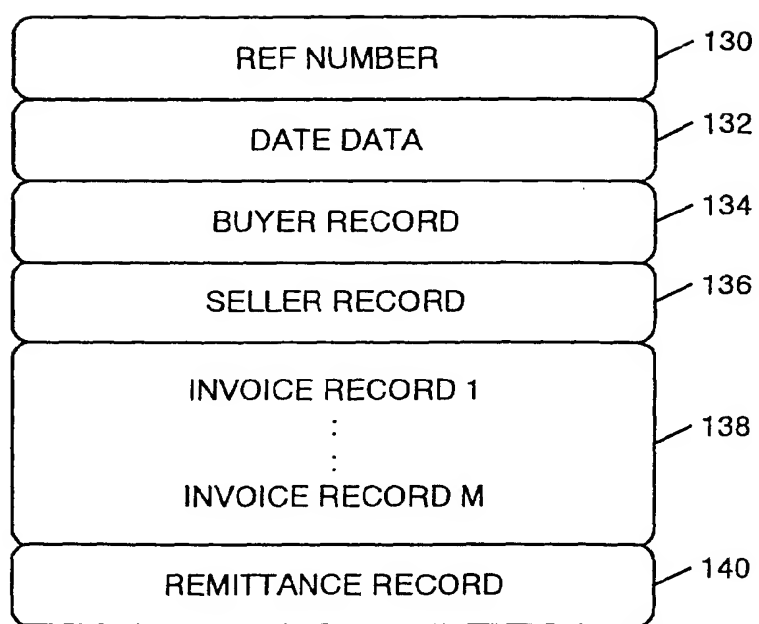 REF NUMBER 130
DATE DATA 132
BUYER RECORD 134
SELLER RECORD 136
INVOICE RECORD 1
:
: 138
INVOICE RECORD M
REMITTANCE RECORD 140